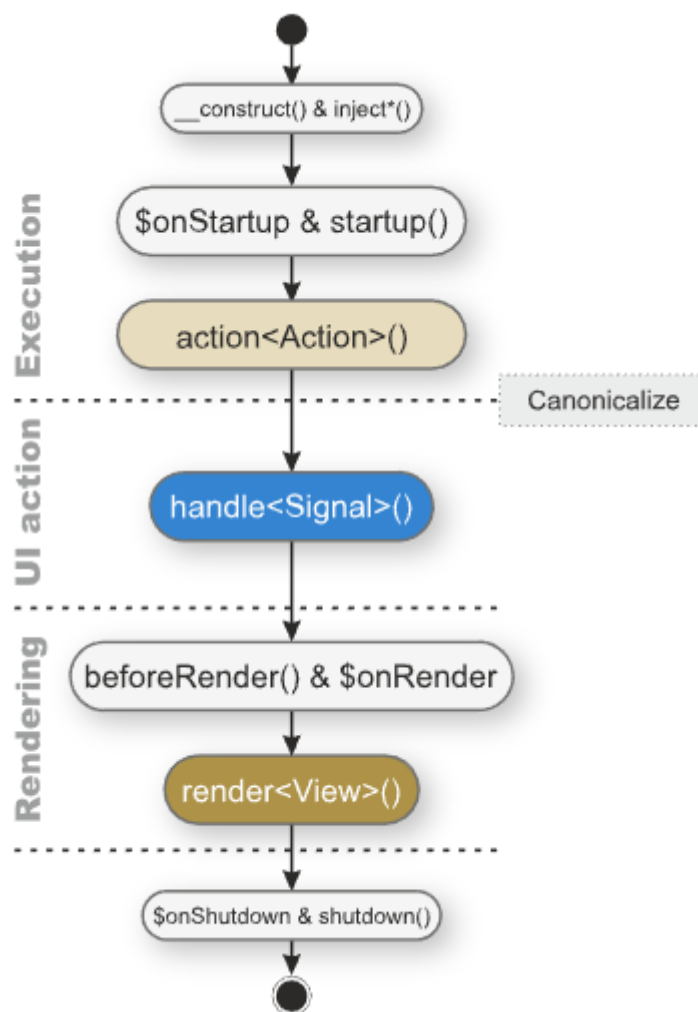 __construct() & inject*()
Execution
$onStartup & startup()
action<Action>()
Canonicalize
UI action
handle<Signal>()
Rendering
beforeRender() & $onRender
render<View>()
$onShutdown & shutdown()